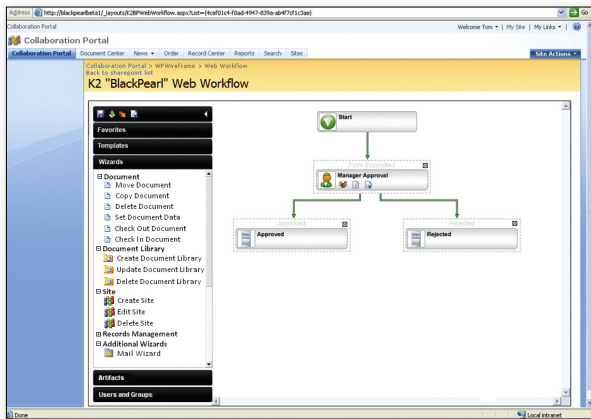 Address http://blackpearlbeta1/_layouts/K2BPWebWorkflow.aspx?List={4cef01c4-f0ad-4947-839a-ab4f7d1c3ae} Go
Collaboration Portal Welcome Tom | My Site | My Links |
Collaboration Portal
Collaboration Portal Document Center News Order Record Center Reports Search Sites Site Actions
Collaboration Portal > WFWireframe > Web Workflow
Back to sharepoint list
K2 "BlackPearl" Web Workflow
Favorites
Templates
Wizards
Document
Move Document
Copy Document
Delete Document
Set Document Data
Check Out Document
Check In Document
Document Library
Create Document Library
Update Document Library
Delete Document Library
Site
Create Site
Edit Site
Delete Site
Records Management
Additional Wizards
Mail Wizard
Artifacts
Users and Groups
Start
Form Submitted
Manager Approval
Approved
Approved
Rejected
Rejected
Done Local intranet